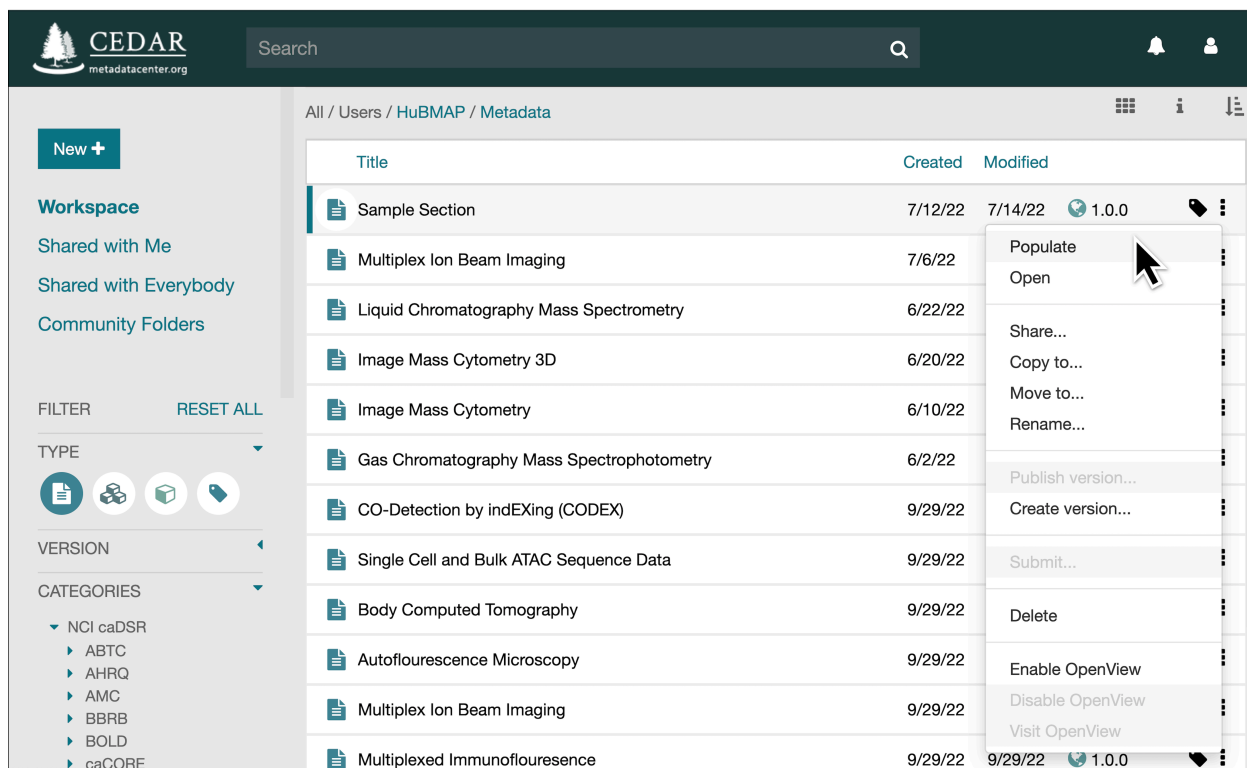 CEDAR
metadatacenter.org
Search
All / Users / HuBMAP / Metadata
New +
Workspace
Shared with Me
Shared with Everybody
Community Folders
FILTER RESET ALL
TYPE
VERSION
CATEGORIES
NCI caDSR
ABTC
AHRQ
AMC
BBRB
BOLD
caCORE
Title Created Modified
Sample Section 7/12/22 7/14/22 1.0.0
Multiplex Ion Beam Imaging 7/6/22
Liquid Chromatography Mass Spectrometry 6/22/22
Image Mass Cytometry 3D 6/20/22
Image Mass Cytometry 6/10/22
Gas Chromatography Mass Spectrophotometry 6/2/22
CO-Detection by indEXing (CODEX) 9/29/22
Single Cell and Bulk ATAC Sequence Data 9/29/22
Body Computed Tomography 9/29/22
Autoflourescence Microscopy 9/29/22
Multiplex Ion Beam Imaging 9/29/22
Multiplexed Immunoflouresence 9/29/22 9/29/22 1.0.0
Populate
Open
Share...
Copy to...
Move to...
Rename...
Publish version...
Create version...
Submit...
Delete
Enable OpenView
Disable OpenView
Visit OpenView